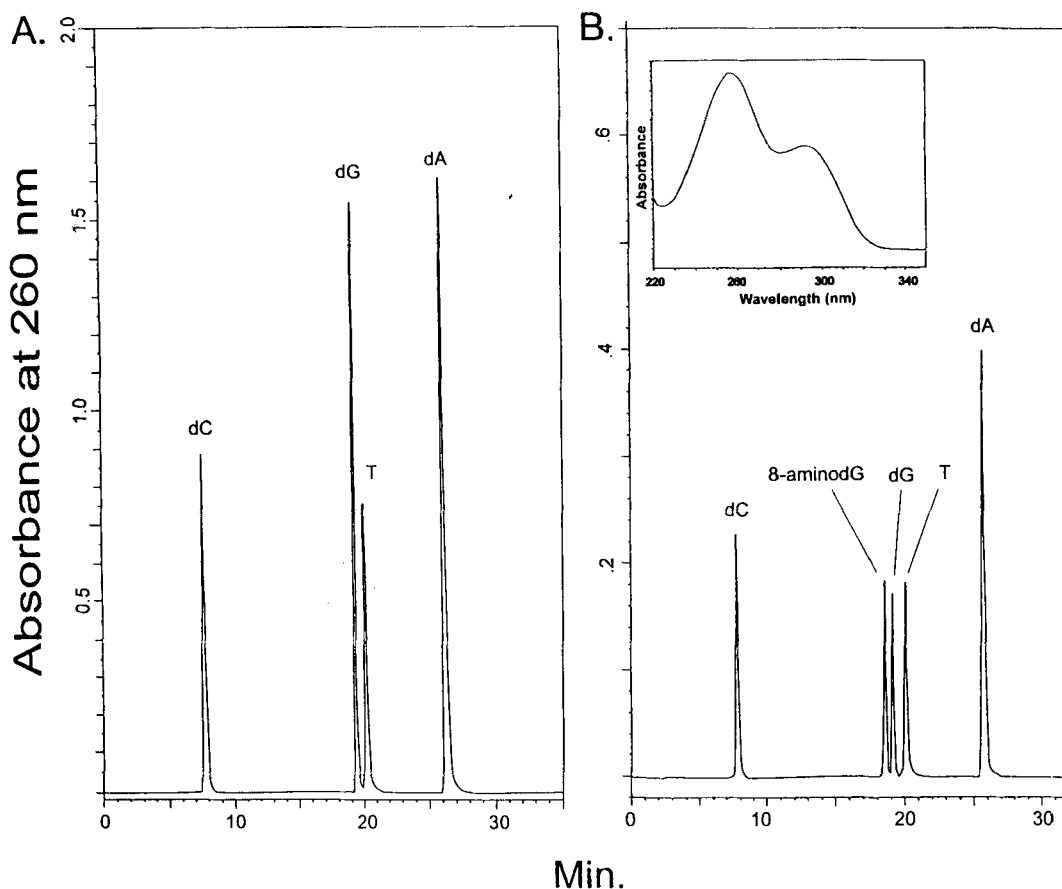 A.
2.0
1.5
1.0
0.5
dC
dG
T
dA
0
10
20
30
Absorbance at 260 nm
B.
.8
.6
.4
.2
Absorbance
220
260
300
340
Wavelength (nm)
dC
8-aminodG
dG
T
dA
0
10
20
30
Min.